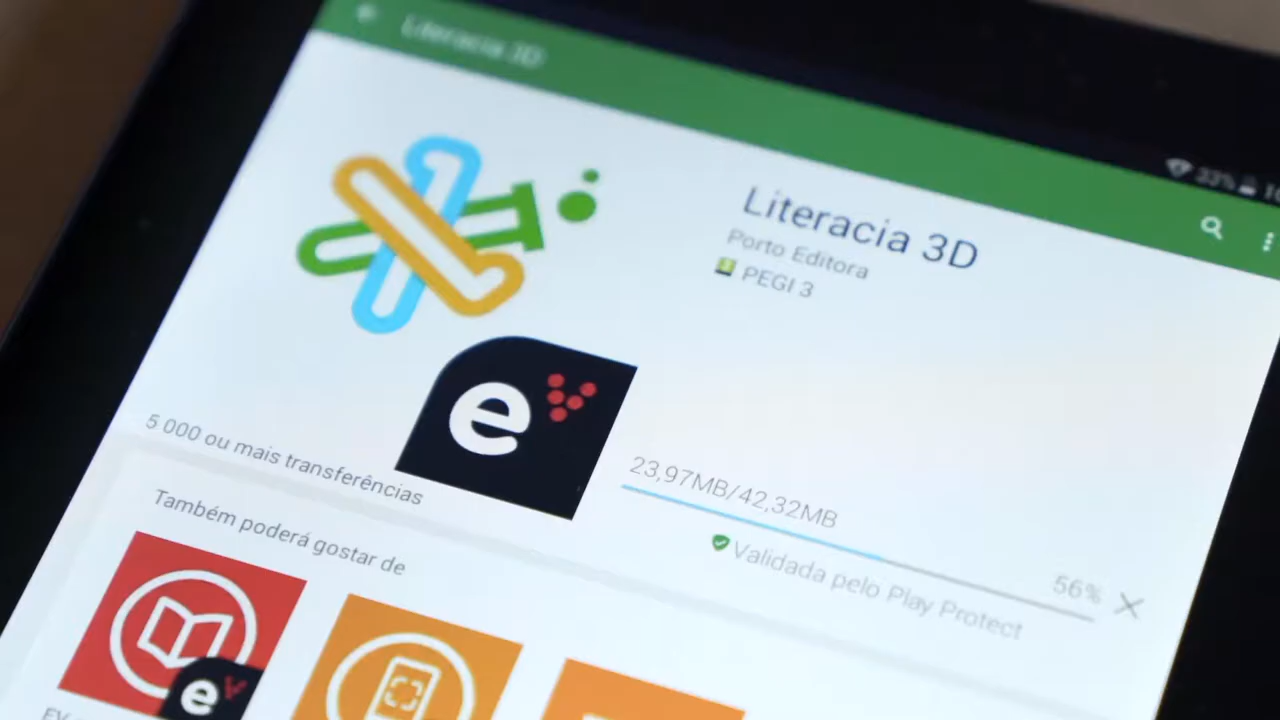 Literacia 3D
33%
Literacia 3D
Porto Editora
PEGI 3
e
5 000 ou mais transferências
23,97MB/42,32MB
56%
Validada pelo Play Protect
Também poderá gostar de
e
EV